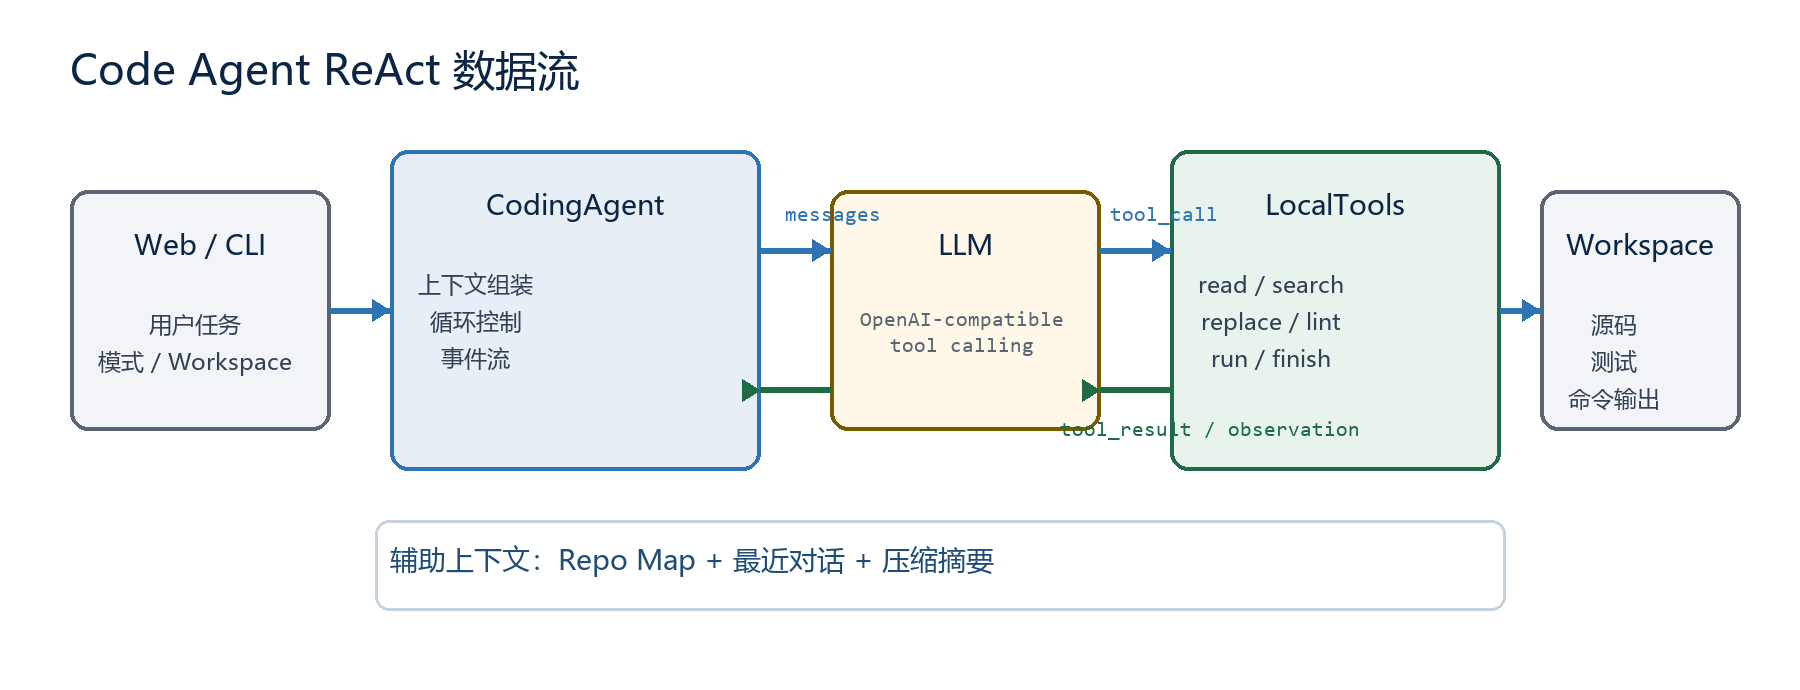 Code Agent ReAct 数据流
Web / CLI
用户任务
模式 / Workspace
CodingAgent
上下文组装
循环控制
事件流
messages
LLM
OpenAI-compatible
tool calling
tool_call
LocalTools
read / search
replace / lint
run / finish
tool_result / observation
Workspace
源码
测试
命令输出
辅助上下文：Repo Map + 最近对话 + 压缩摘要